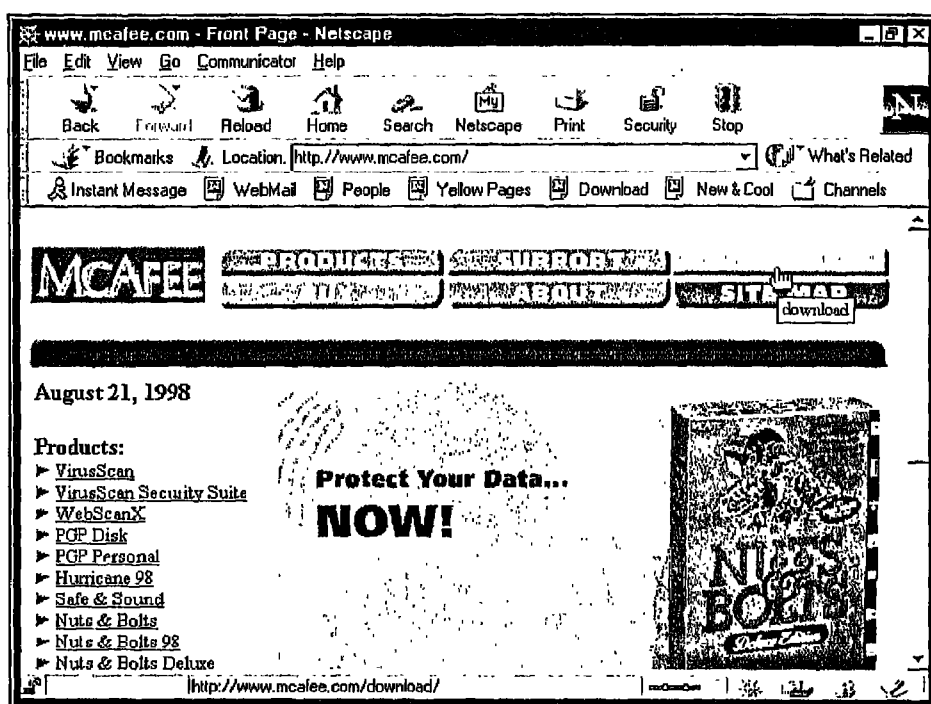 www.mcafee.com - Front Page - Netscape
File Edit View Go Communicator Help
Back Forward Reload Home Search Netscape Print Security Stop
My
N
Bookmarks Location: http://www.mcafee.com/ What's Related
Instant Message WebMail People Yellow Pages Download New & Cool Channels
MCAFEE PRODUCTS SUPPORT
ABOUT SITE MAP
download
August 21, 1998
Products:
VirusScan
VirusScan Security Suite
WebScanX
PGP Disk
PGP Personal
Hurricane 98
Safe & Sound
Nuts & Bolts
Nuts & Bolts 98
Nuts & Bolts Deluxe
Protect Your Data...
NOW!
NUTS & BOLTS
Deluxe Edition
http://www.mcafee.com/download/